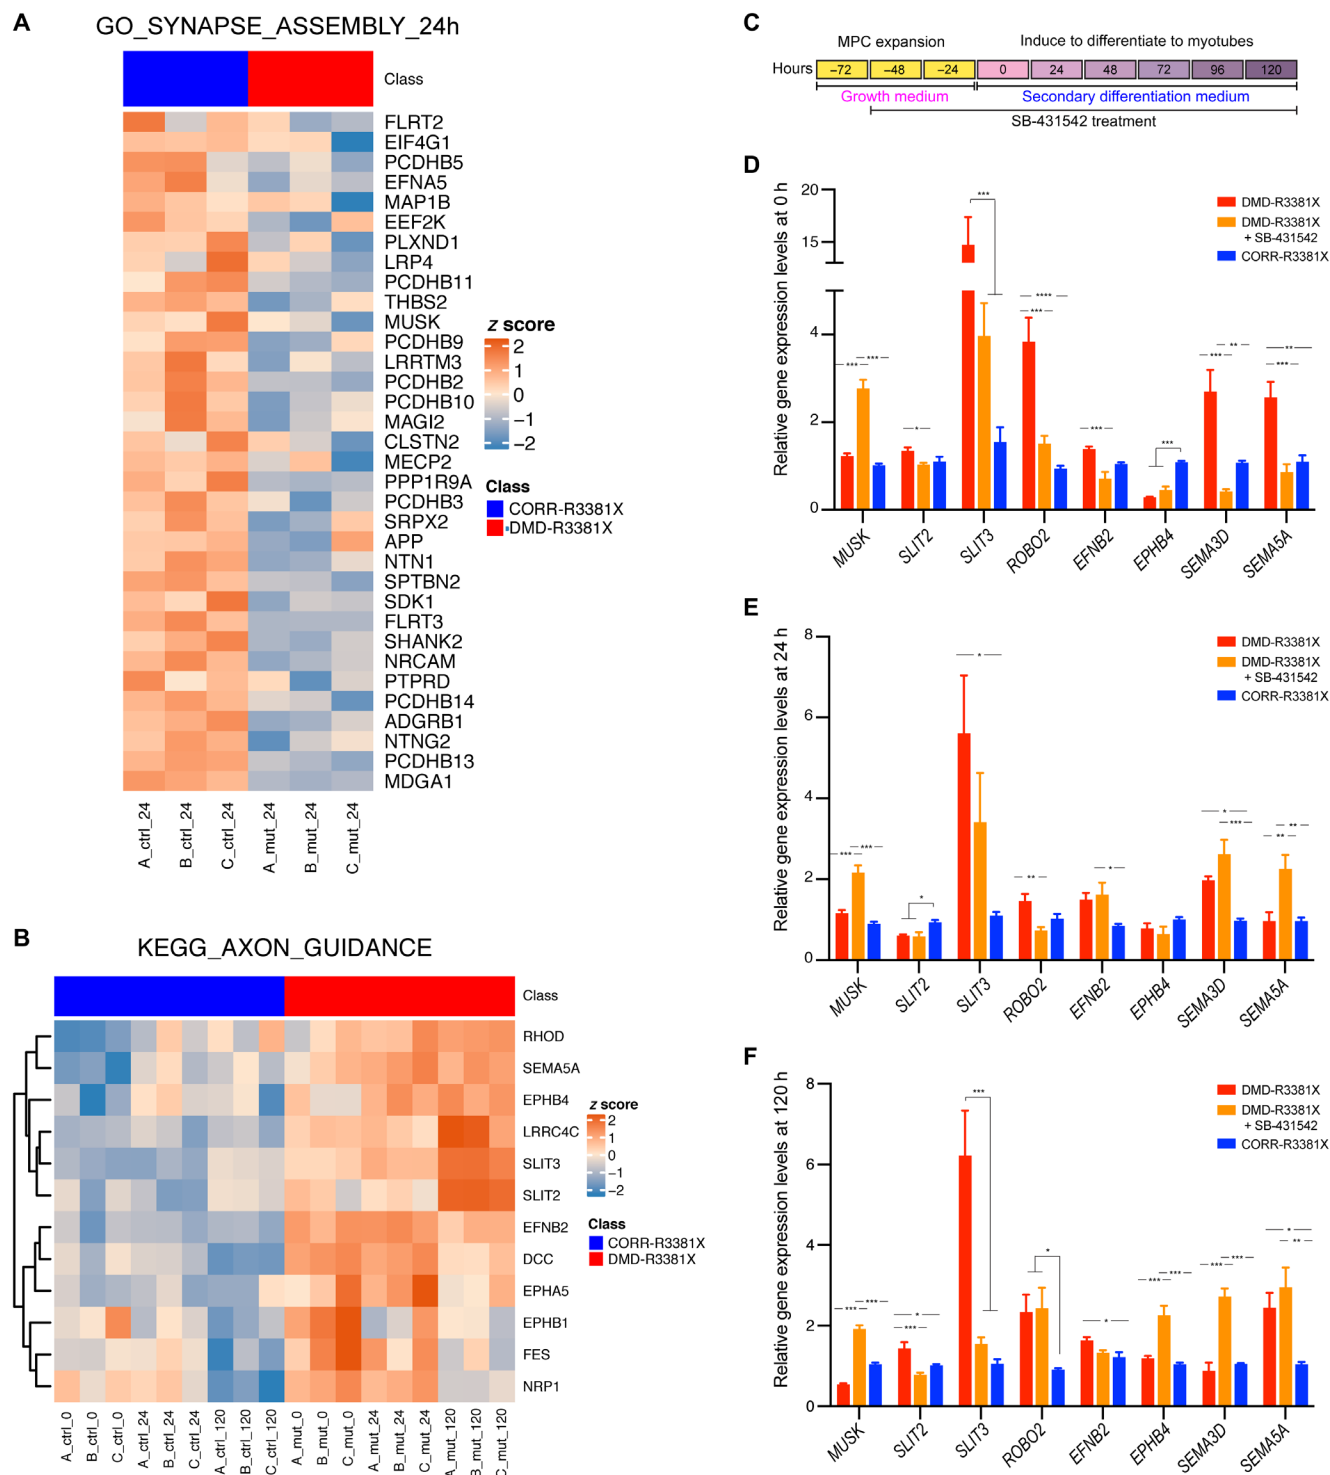 A
GO_SYNAPSE_ASSEMBLY_24h
Class
FLRT2
EIF4G1
PCDHB5
EFNA5
MAP1B
EEF2K
PLXND1
LRP4
PCDHB11
THBS2
MUSK
PCDHB9
LRRTM3
PCDHB2
PCDHB10
MAGI2
CLSTN2
MECP2
PPP1R9A
PCDHB3
SRPX2
APP
NTN1
SPTBN2
SDK1
FLRT3
SHANK2
NRCAM
PTPRD
PCDHB14
ADGRB1
NTNG2
PCDHB13
MDGA1
z score
2
1
0
−1
−2
Class
CORR-R3381X
DMD-R3381X
A_ctrl_24
B_ctrl_24
C_ctrl_24
A_mut_24
B_mut_24
C_mut_24
B
KEGG_AXON_GUIDANCE
Class
RHOD
SEMA5A
EPHB4
LRRC4C
SLIT3
SLIT2
EFNB2
DCC
EPHA5
EPHB1
FES
NRP1
z score
2
1
0
−1
−2
Class
CORR-R3381X
DMD-R3381X
A_ctrl_0
B_ctrl_0
C_ctrl_0
A_ctrl_24
B_ctrl_24
C_ctrl_24
A_ctrl_120
B_ctrl_120
C_ctrl_120
A_mut_0
B_mut_0
C_mut_0
A_mut_24
B_mut_24
C_mut_24
A_mut_120
B_mut_120
C_mut_120
C
MPC expansion
Induce to differentiate to myotubes
Hours −72 −48 −24 0 24 48 72 96 120
Growth medium
Secondary differentiation medium
SB-431542 treatment
D
Relative gene expression levels at 0 h
20
15
4
2
0
***
***
*
***
****
***
***
***
**
***
**
***
DMD-R3381X
DMD-R3381X
+ SB-431542
CORR-R3381X
MUSK
SLIT2
SLIT3
ROBO2
EFNB2
EPHB4
SEMA3D
SEMA5A
E
Relative gene expression levels at 24 h
8
6
4
2
0
***
***
*
*
**
*
*
***
**
**
DMD-R3381X
DMD-R3381X
+ SB-431542
CORR-R3381X
MUSK
SLIT2
SLIT3
ROBO2
EFNB2
EPHB4
SEMA3D
SEMA5A
F
Relative gene expression levels at 120 h
8
6
4
2
0
***
***
*
***
***
*
*
***
***
***
***
*
**
DMD-R3381X
DMD-R3381X
+ SB-431542
CORR-R3381X
MUSK
SLIT2
SLIT3
ROBO2
EFNB2
EPHB4
SEMA3D
SEMA5A